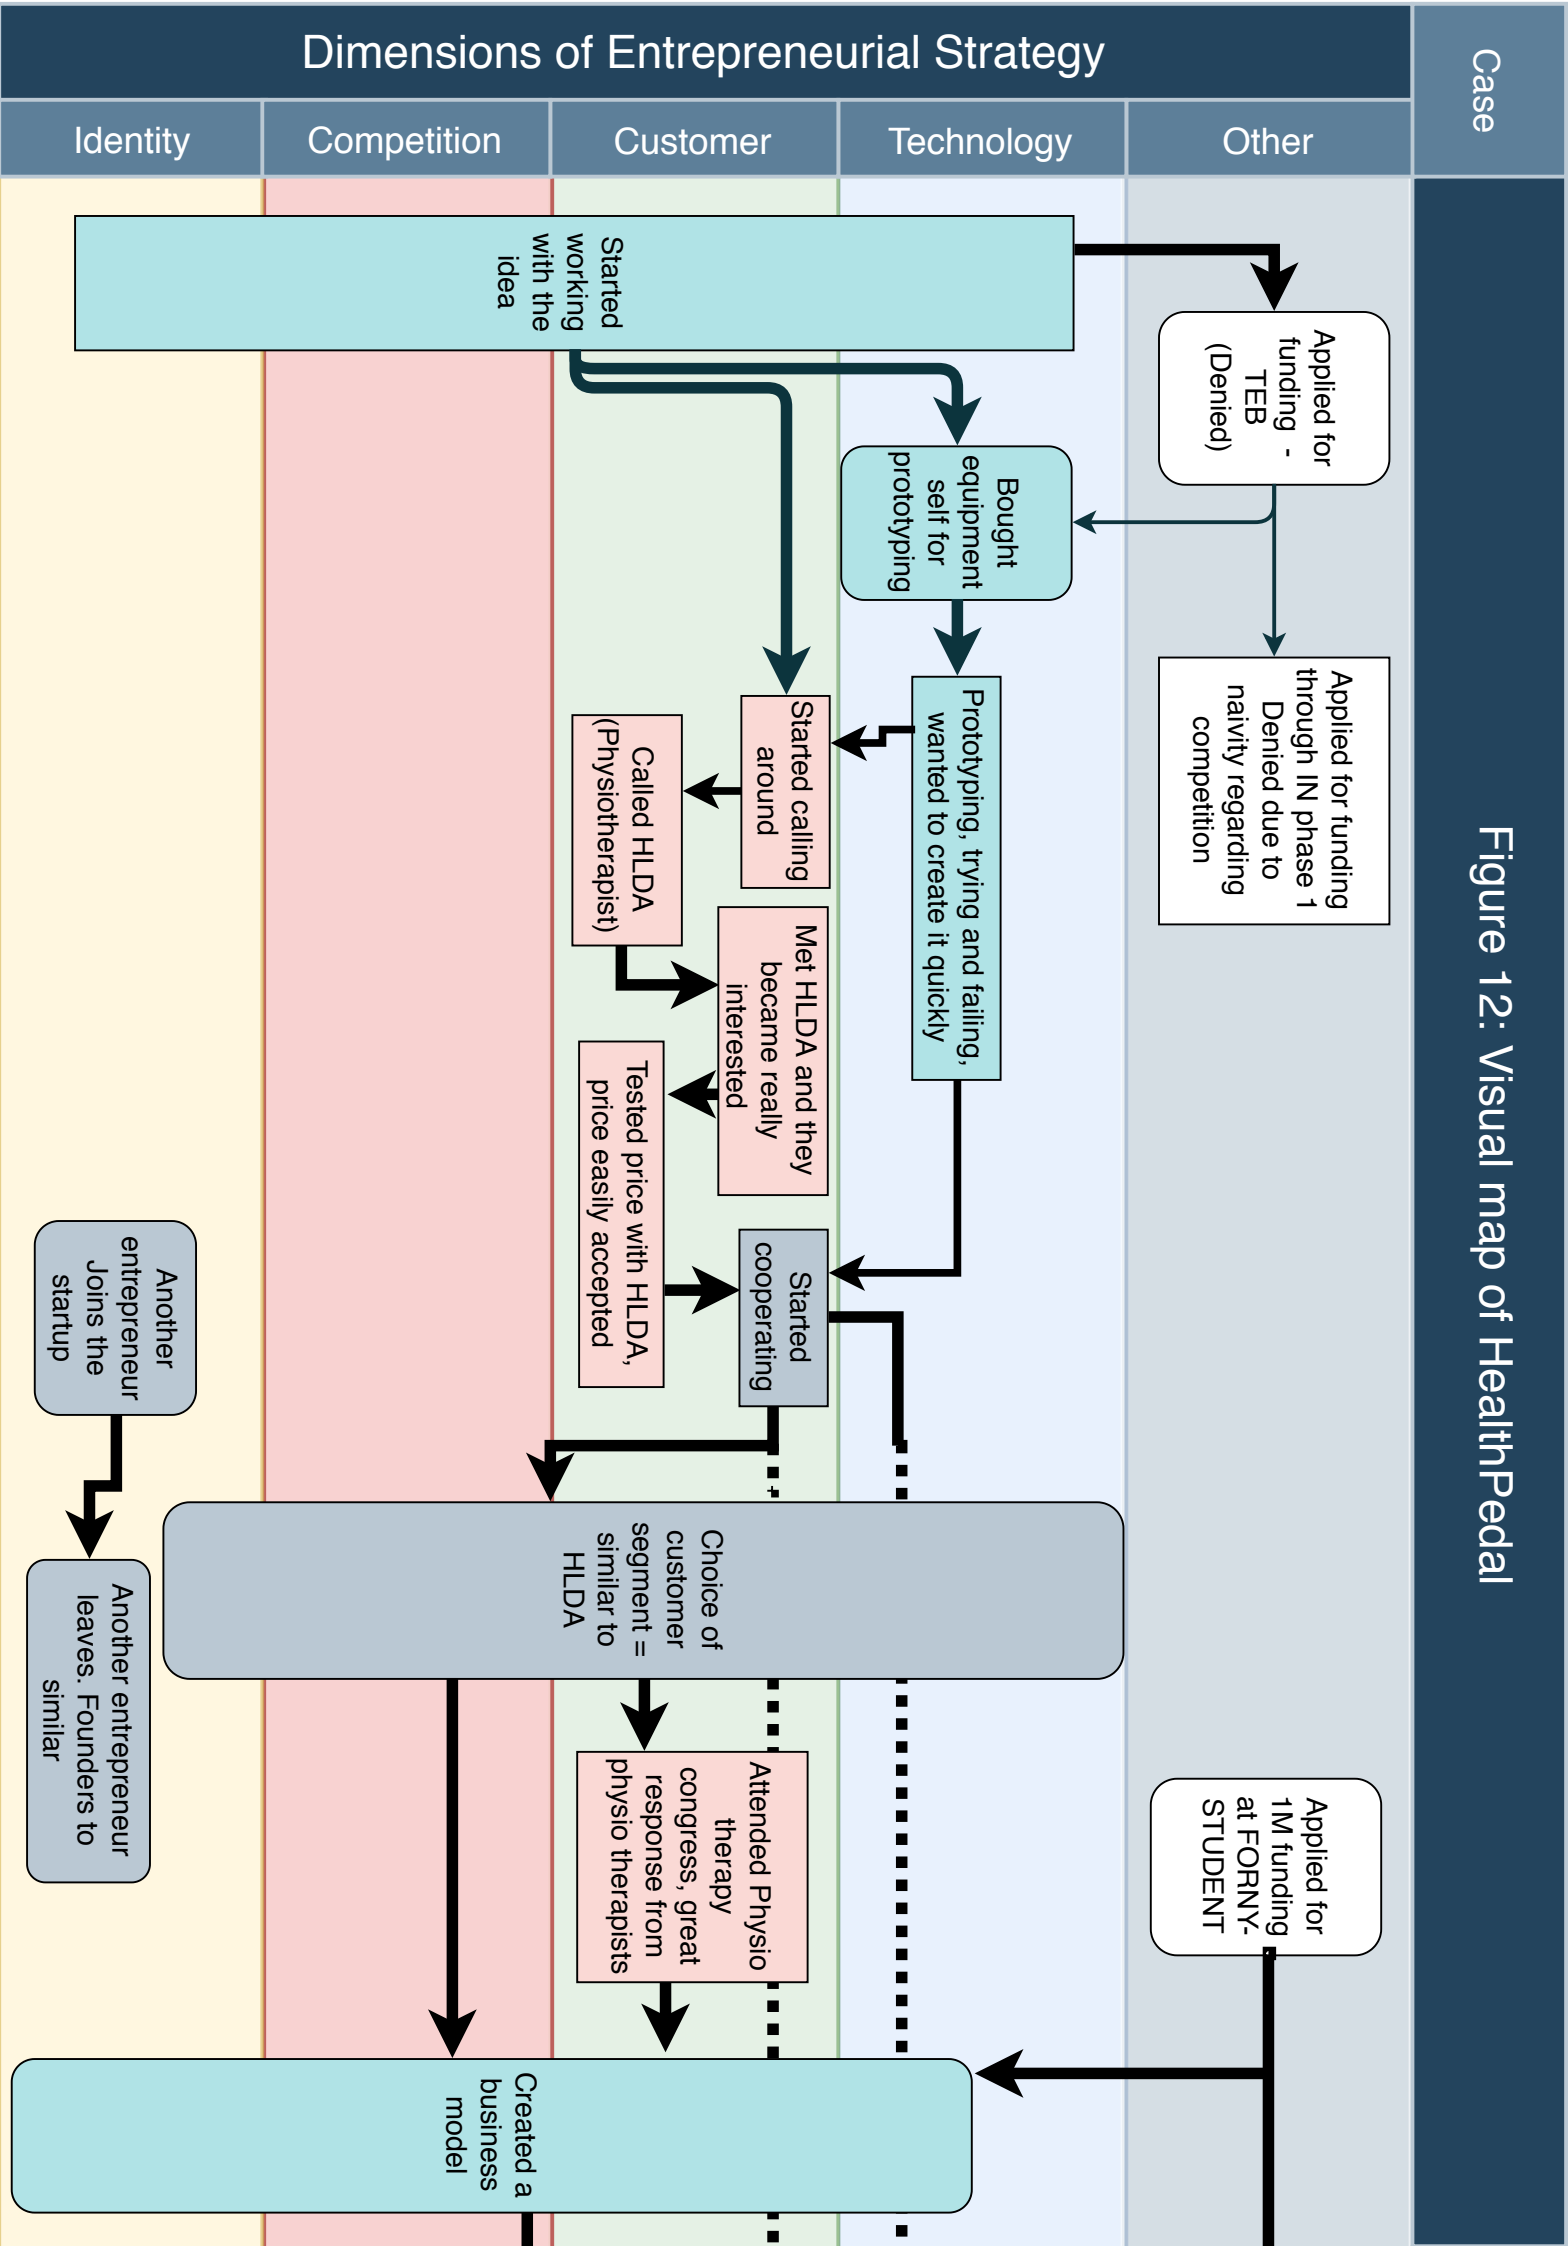 Case
Figure 12: Visual map of HealthPedal
Dimensions of Entrepreneurial Strategy
Other
Technology
Customer
Competition
Identity
Started
working
with the
idea
Applied for
funding -
TEB
(Denied)
Bought
equipment
self for
prototyping
Applied for funding
through IN phase 1
Denied due to
naivity regarding
competition
Prototyping, trying and failing,
wanted to create it quickly
Started calling
around
Called HLDA
(Physiotherapist)
Met HLDA and they
became really
interested
Tested price with HLDA,
price easily accepted
Started
cooperating
Another
entrepreneur
Joins the
startup
Choice of
customer
segment =
similar to
HLDA
Another entrepreneur
leaves. Founders to
similar
Attended Physio
therapy
congress, great
response from
physio therapists
Applied for
1M funding
at FORNY-
STUDENT
Created a
business
model